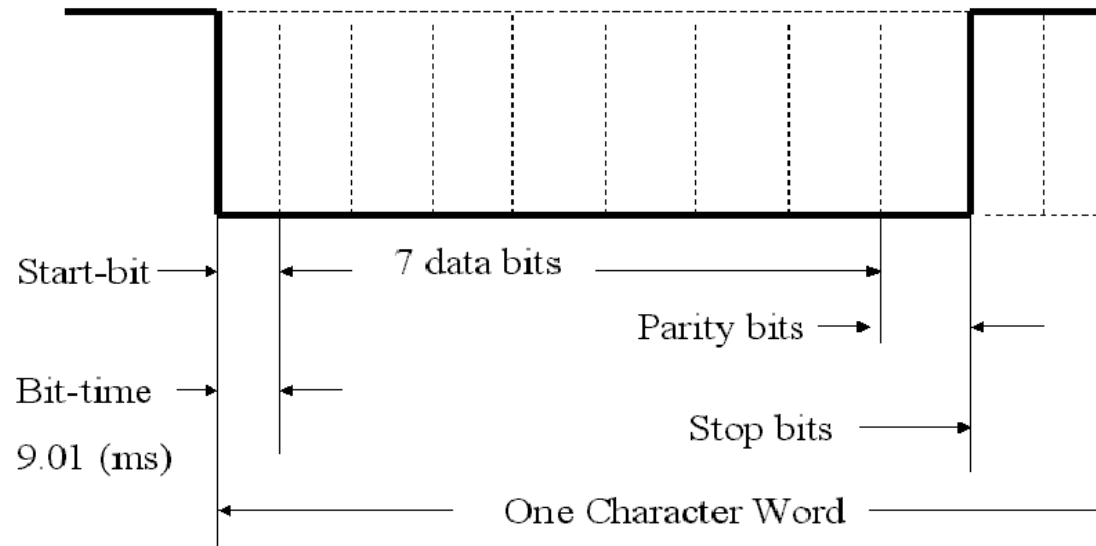 Start-bit
7 data bits
Parity bits
Bit-time
Stop bits
9.01 (ms)
One Character Word